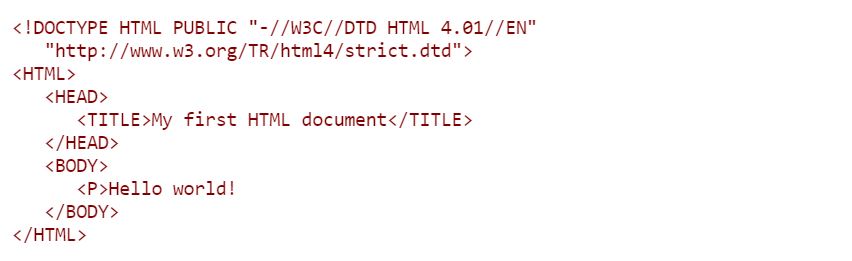 <!DOCTYPE HTML PUBLIC "-//W3C//DTD HTML 4.01//EN"
   "http://www.w3.org/TR/html4/strict.dtd">
<HTML>
   <HEAD>
      <TITLE>My first HTML document</TITLE>
   </HEAD>
   <BODY>
      <P>Hello world!
   </BODY>
</HTML>